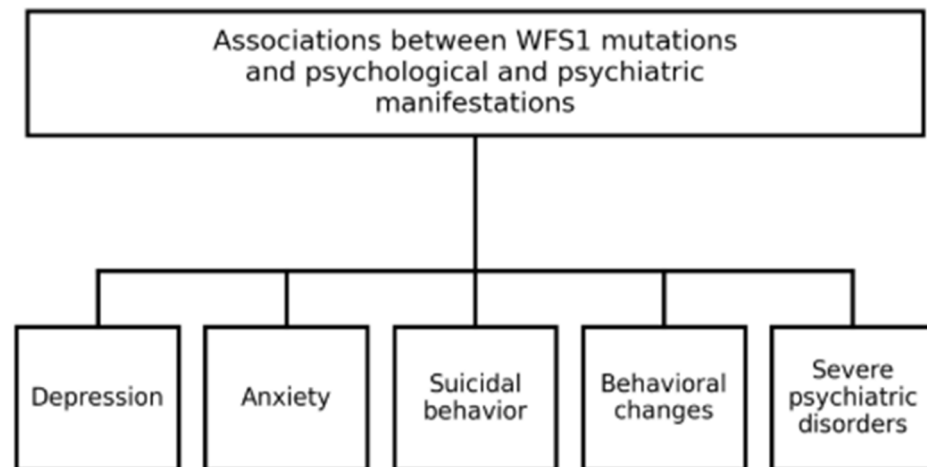 Associations between WFS1 mutations
and psychological and psychiatric
manifestations
Depression
Anxiety
Suicidal
behavior
Behavioral
changes
Severe
psychiatric
disorders